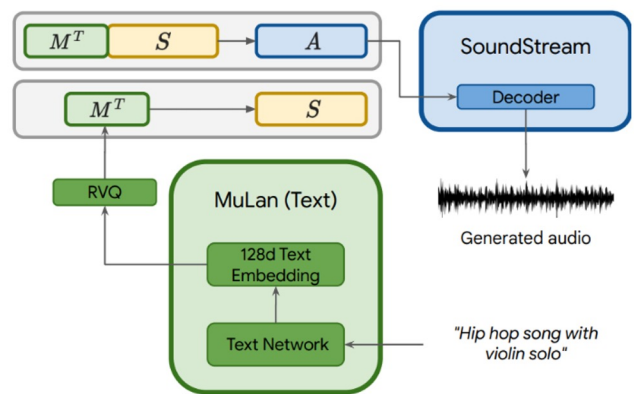 M^T S A
SoundStream
Decoder
M^T S
RVQ
MuLan (Text)
Generated audio
128d Text
Embedding
Text Network
"Hip hop song with
violin solo"